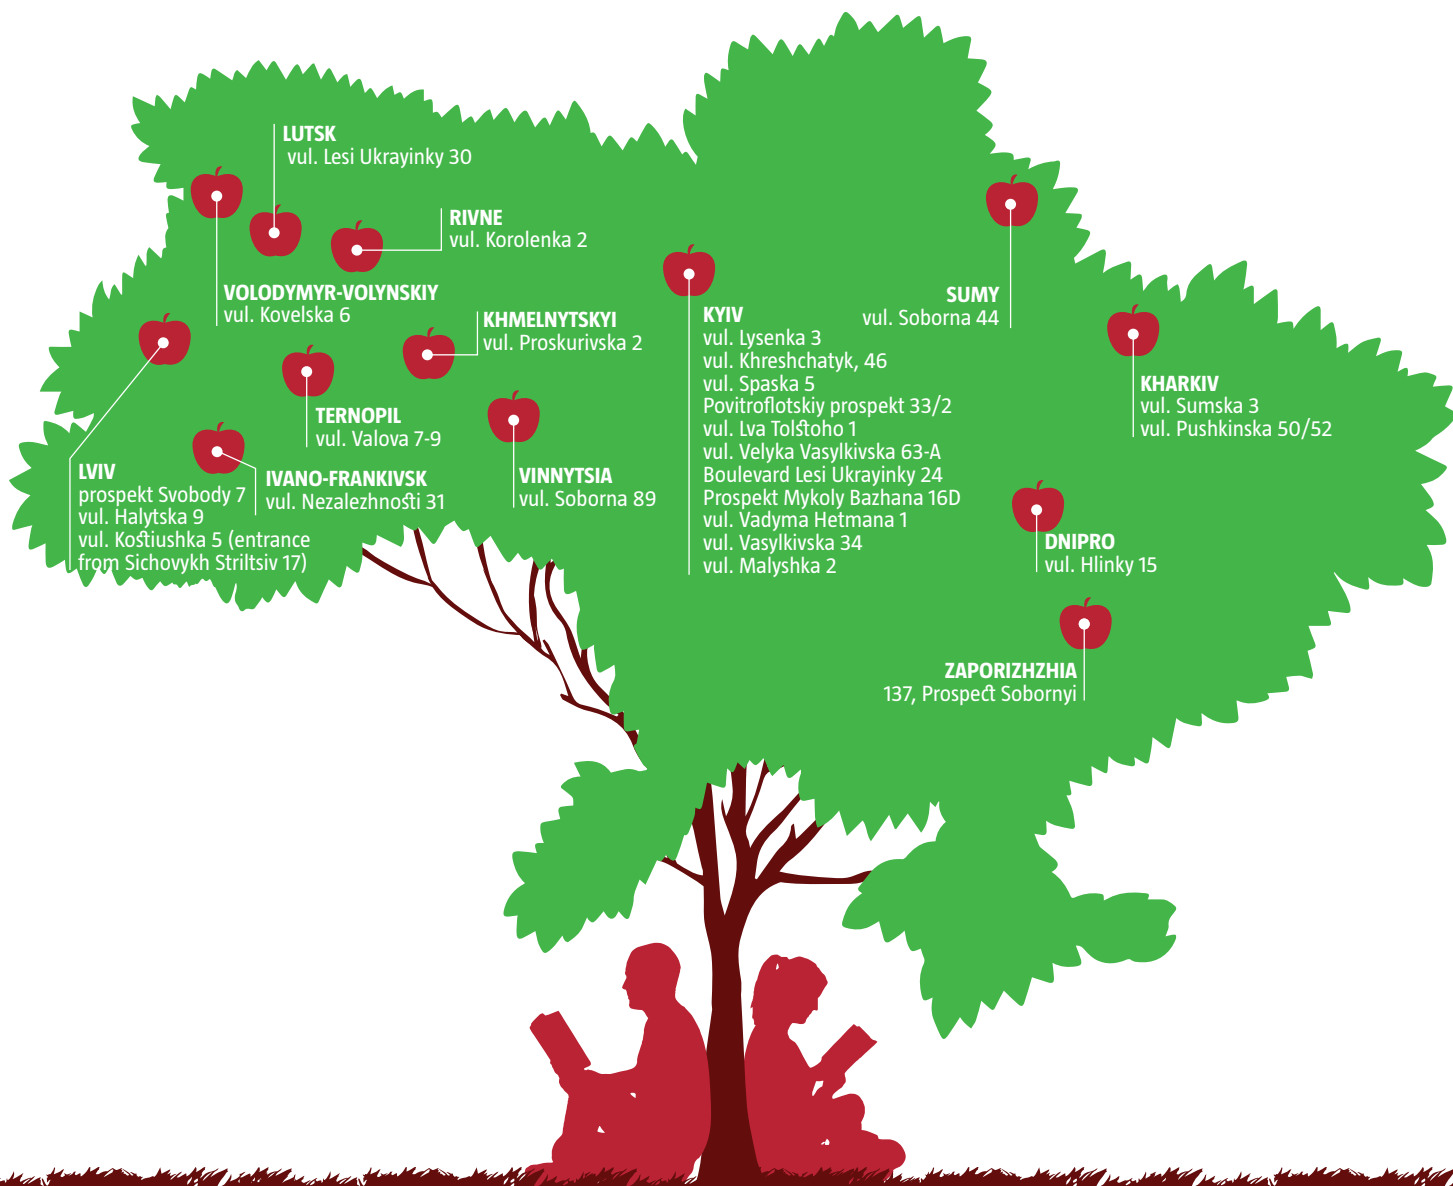 LUTSK
vul. Lesi Ukrayinky 30
RIVNE
vul. Korolenka 2
VOLODYMYR-VOLYNSKIY
vul. Kovelska 6
KHMELNYTSKYI
vul. Proskurivska 2
TERNOPIL
vul. Valova 7-9
LVIV
prospekt Svobody 7
vul. Halytska 9
vul. Kostiushka 5 (entrance
from Sichovykh Striltsiv 17)
IVANO-FRANKIVSK
vul. Nezalezhnosti 31
VINNYTSIA
vul. Soborna 89
KYIV
vul. Lysenka 3
vul. Khreshchatyk, 46
vul. Spaska 5
Povitroflotskiy prospekt 33/2
vul. Lva Tolstoho 1
vul. Velyka Vasylkivska 63-A
Boulevard Lesi Ukrayinky 24
Prospekt Mykoly Bazhana 16D
vul. Vadyma Hetmana 1
vul. Vasylkivska 34
vul. Malyshka 2
SUMY
vul. Soborna 44
KHARKIV
vul. Sumska 3
vul. Pushkinska 50/52
DNIPRO
vul. Hlinky 15
ZAPORIZHZHIA
137, Prospect Sobornyi